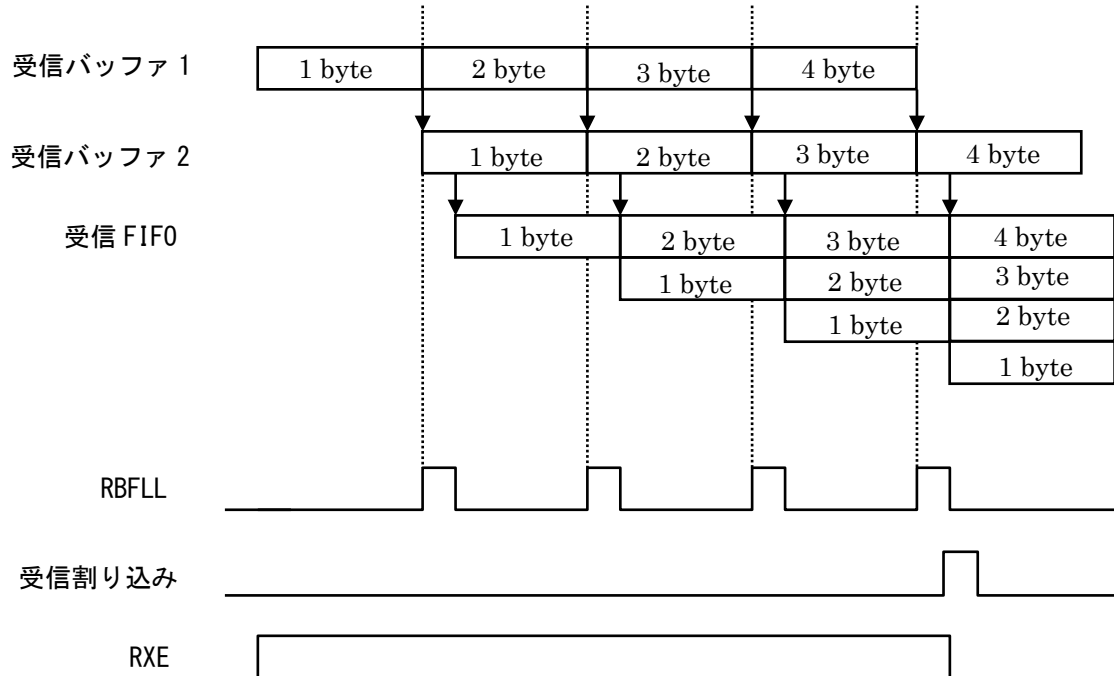 受信バッファ 1
1 byte 2 byte 3 byte 4 byte
受信バッファ 2
1 byte 2 byte 3 byte 4 byte
受信 FIFO
1 byte 2 byte 3 byte 4 byte
1 byte 2 byte 3 byte
1 byte 2 byte
1 byte
RBFLL
受信割り込み
RXE